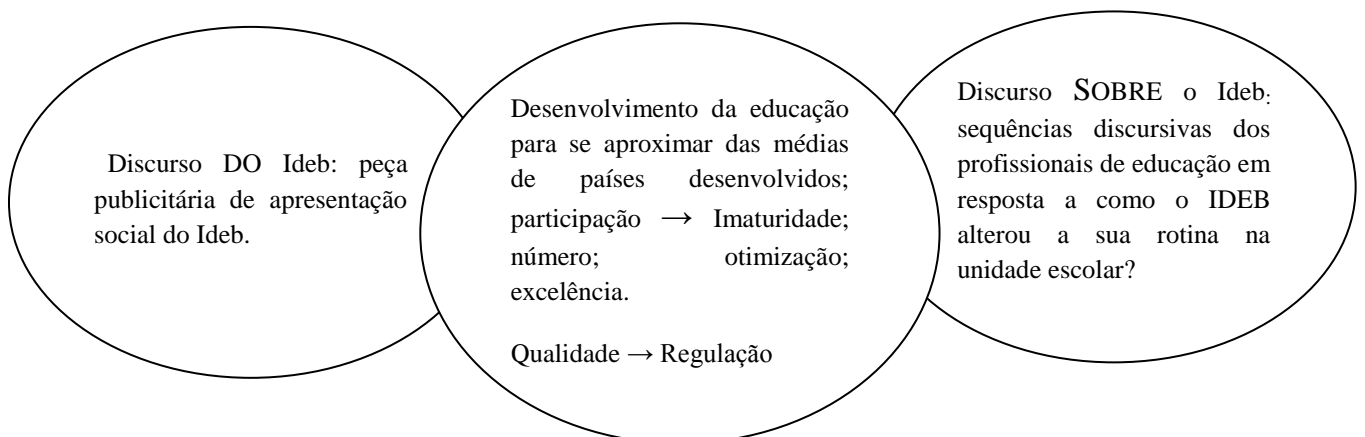 Discurso DO Ideb: peça
publicitária de apresentação
social do Ideb.
Desenvolvimento da educação
para se aproximar das médias
de países desenvolvidos;
participação → Imaturidade;
número; otimização;
excelência.
Qualidade → Regulação
Discurso SOBRE o Ideb:
sequências discursivas dos
profissionais de educação em
resposta a como o IDEB
alterou a sua rotina na
unidade escolar?